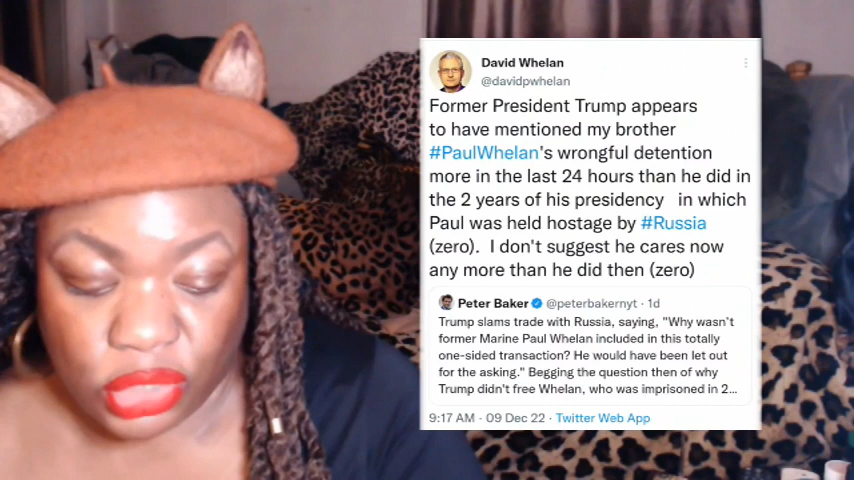 David Whelan
@davidpwhelan
Former President Trump appears
to have mentioned my brother
#PaulWhelan's wrongful detention
more in the last 24 hours than he did in
the 2 years of his presidency in which
Paul was held hostage by #Russia
(zero). I don't suggest he cares now
any more than he did then (zero)
Peter Baker @peterbakernyt · 1d
Trump slams trade with Russia, saying, "Why wasn't
former Marine Paul Whelan included in this totally
one-sided transaction? He would have been let out
for the asking." Begging the question then of why
Trump didn't free Whelan, who was imprisoned in 2...
9:17 AM · 09 Dec 22 · Twitter Web App